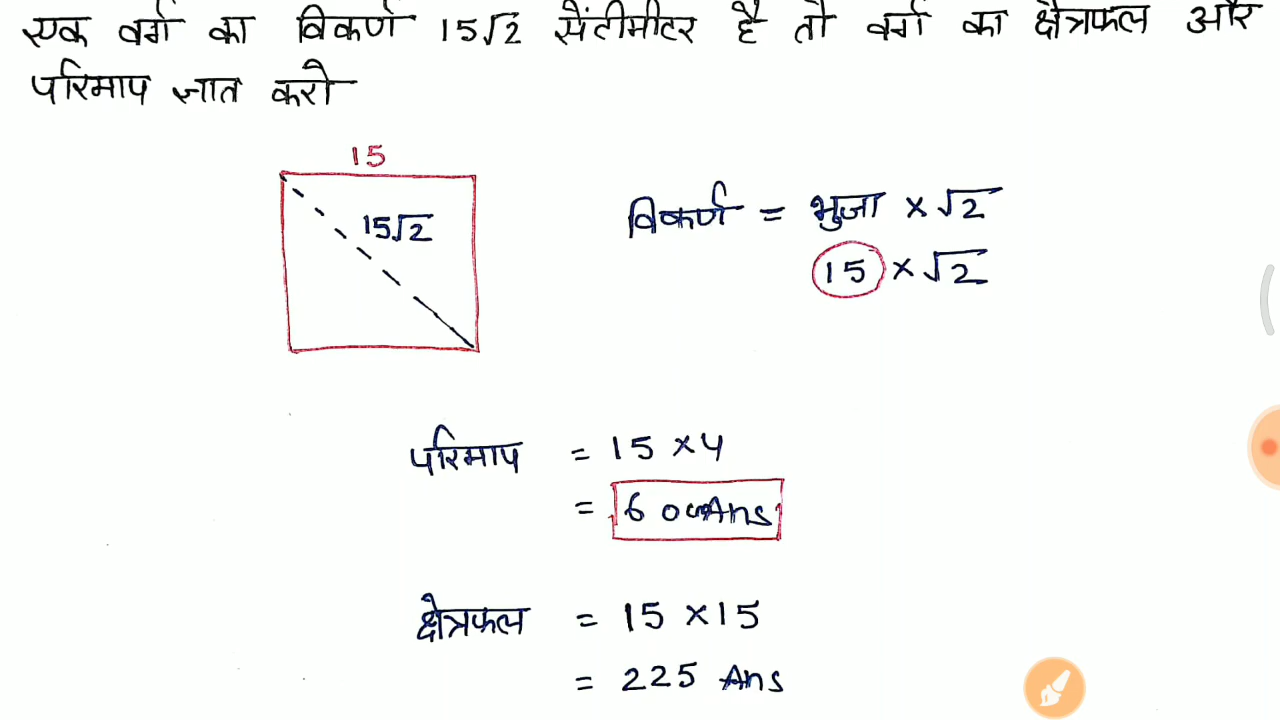 एक वर्ग का विकर्ण 15√2 सेंटीमीटर है तो वर्ग का क्षेत्रफल और
परिमाप ज्ञात करो
15
15√2
विकर्ण = भुजा × √2
15 × √2
परिमाप = 15 × 4
= 60 cm Ans
क्षेत्रफल = 15 × 15
= 225 Ans